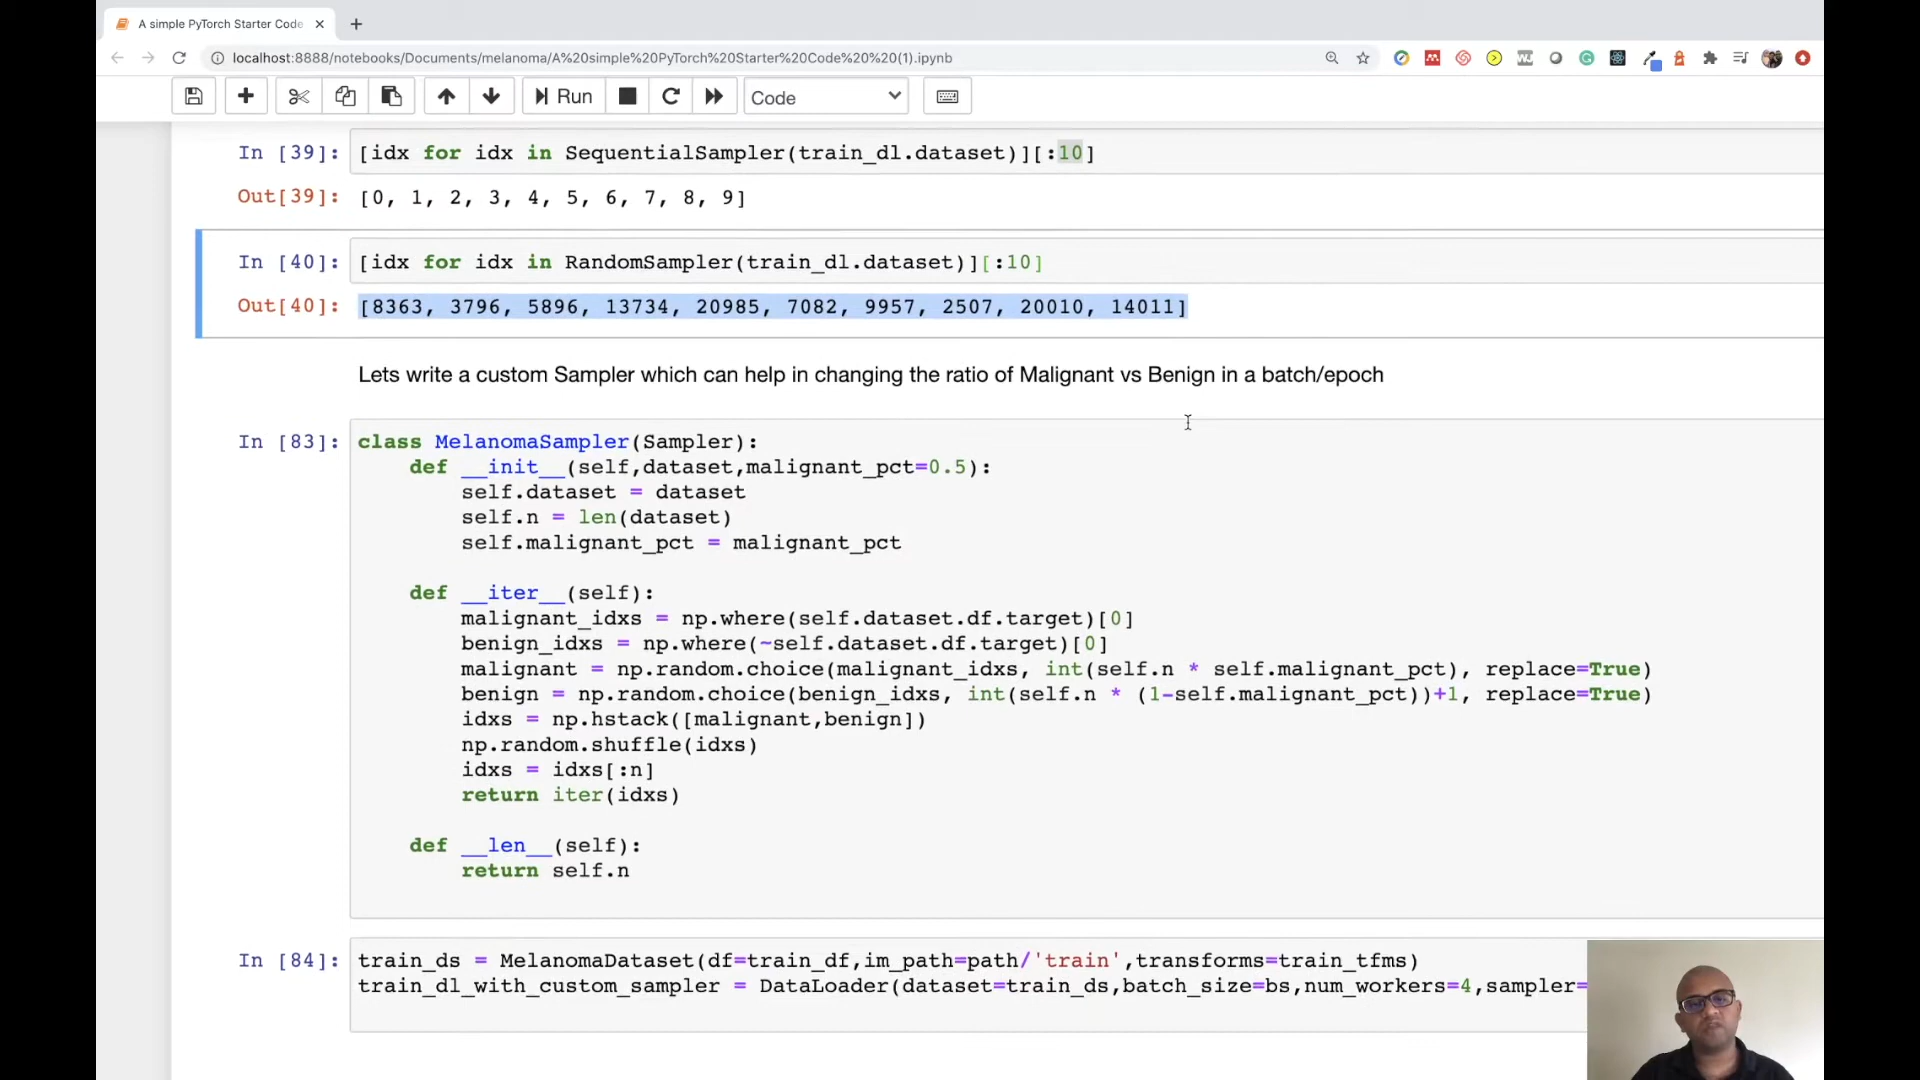 A simple PyTorch Starter Code
localhost:8888/notebooks/Documents/melanoma/A%20simple%20PyTorch%20Starter%20Code%20%20(1).ipynb
Run
Code
In [39]: [idx for idx in SequentialSampler(train_dl.dataset)][:10]
Out[39]: [0, 1, 2, 3, 4, 5, 6, 7, 8, 9]
In [40]: [idx for idx in RandomSampler(train_dl.dataset)][:10]
Out[40]: [8363, 3796, 5896, 13734, 20985, 7082, 9957, 2507, 20010, 14011]
Lets write a custom Sampler which can help in changing the ratio of Malignant vs Benign in a batch/epoch
In [83]: class MelanomaSampler(Sampler):
def __init__(self,dataset,malignant_pct=0.5):
self.dataset = dataset
self.n = len(dataset)
self.malignant_pct = malignant_pct
def __iter__(self):
malignant_idxs = np.where(self.dataset.df.target)[0]
benign_idxs = np.where(~self.dataset.df.target)[0]
malignant = np.random.choice(malignant_idxs, int(self.n * self.malignant_pct), replace=True)
benign = np.random.choice(benign_idxs, int(self.n * (1-self.malignant_pct))+1, replace=True)
idxs = np.hstack([malignant,benign])
np.random.shuffle(idxs)
idxs = idxs[:n]
return iter(idxs)
def __len__(self):
return self.n
In [84]: train_ds = MelanomaDataset(df=train_df,im_path=path/'train',transforms=train_tfms)
train_dl_with_custom_sampler = DataLoader(dataset=train_ds,batch_size=bs,num_workers=4,sampler=